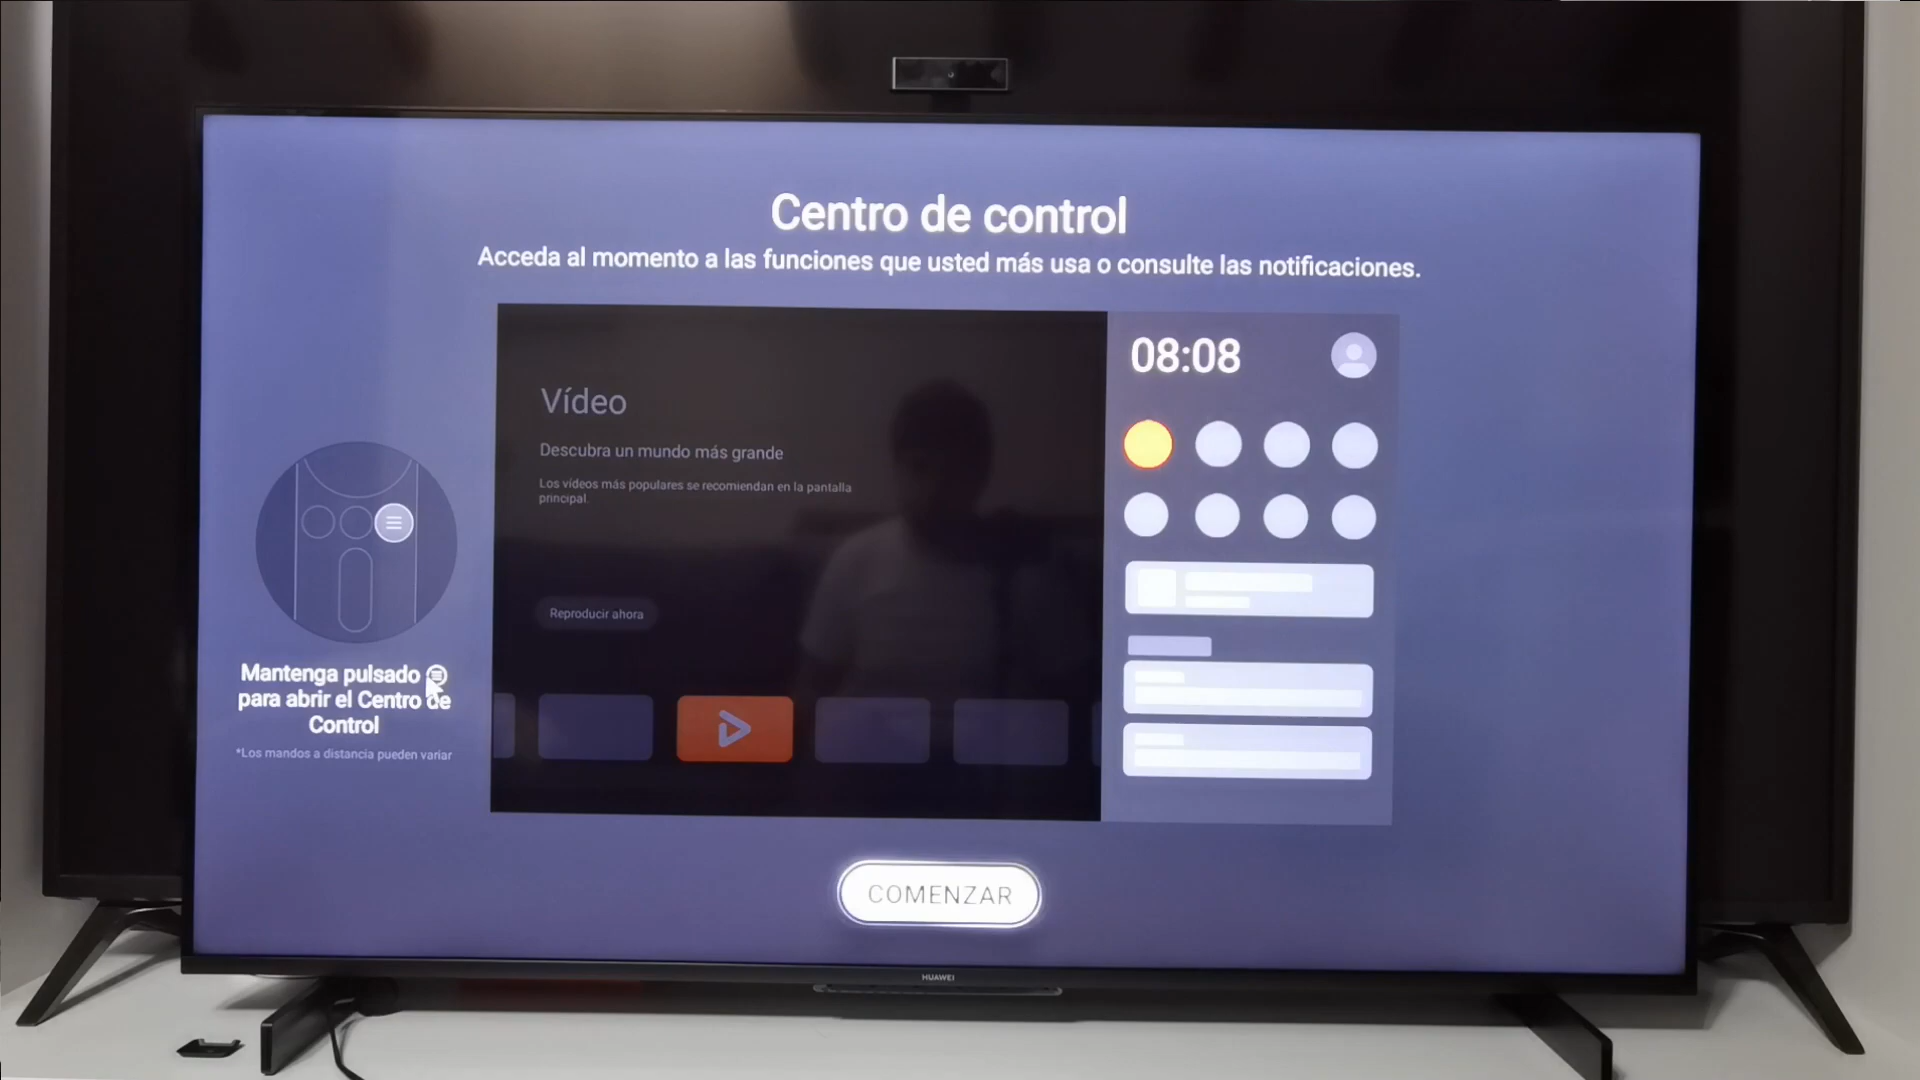 Centro de control
Acceda al momento a las funciones que usted más usa o consulte las notificaciones.
08:08
Vídeo
Descubra un mundo más grande
Los vídeos más populares se recomiendan en la pantalla
principal.
Reproducir ahora
Mantenga pulsado
para abrir el Centro de
Control
*Los mandos a distancia pueden variar
COMENZAR
HUAWEI